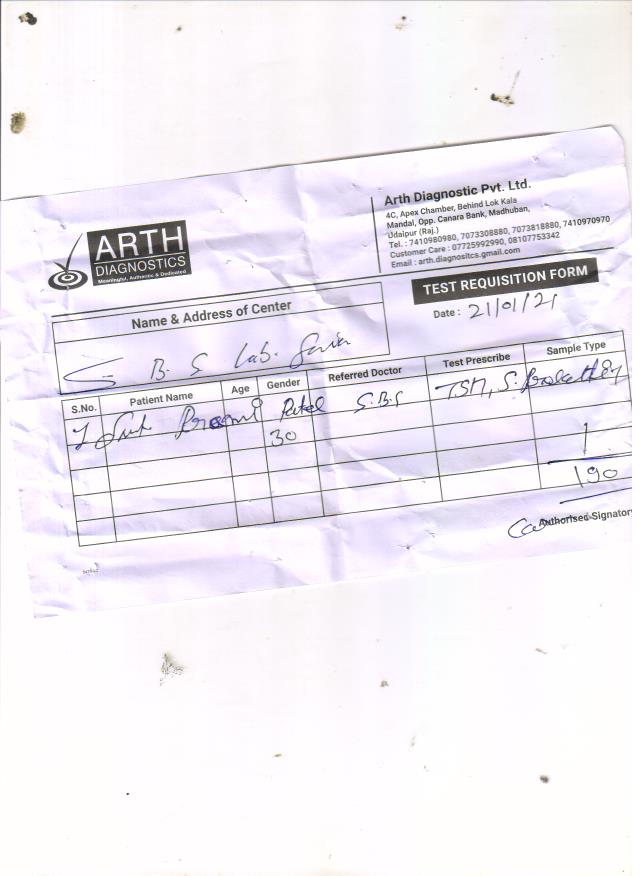 Arth Diagnostic Pvt. Ltd.
4C, Apex Chamber, Behind Lok Kala
Mandal, Opp. Canara Bank, Madhuban,
Udaipur (Raj.)
Tel. : 7410980980, 7073308880, 7073818880, 7410970970
Customer Care : 07725992990, 08107753342
Email : arth.diagnositcs.gmail.com
ARTH
DIAGNOSTICS
Meaningful, Authentic & Dedicated
TEST REQUISITION FORM
Name & Address of Center
Date : 21/01/21
B. S Lab.
S.No. Patient Name Age Gender Referred Doctor Test Prescribe Sample Type
1 Patel S.B.S TSH, S.
30
1
190
Authorised Signatory